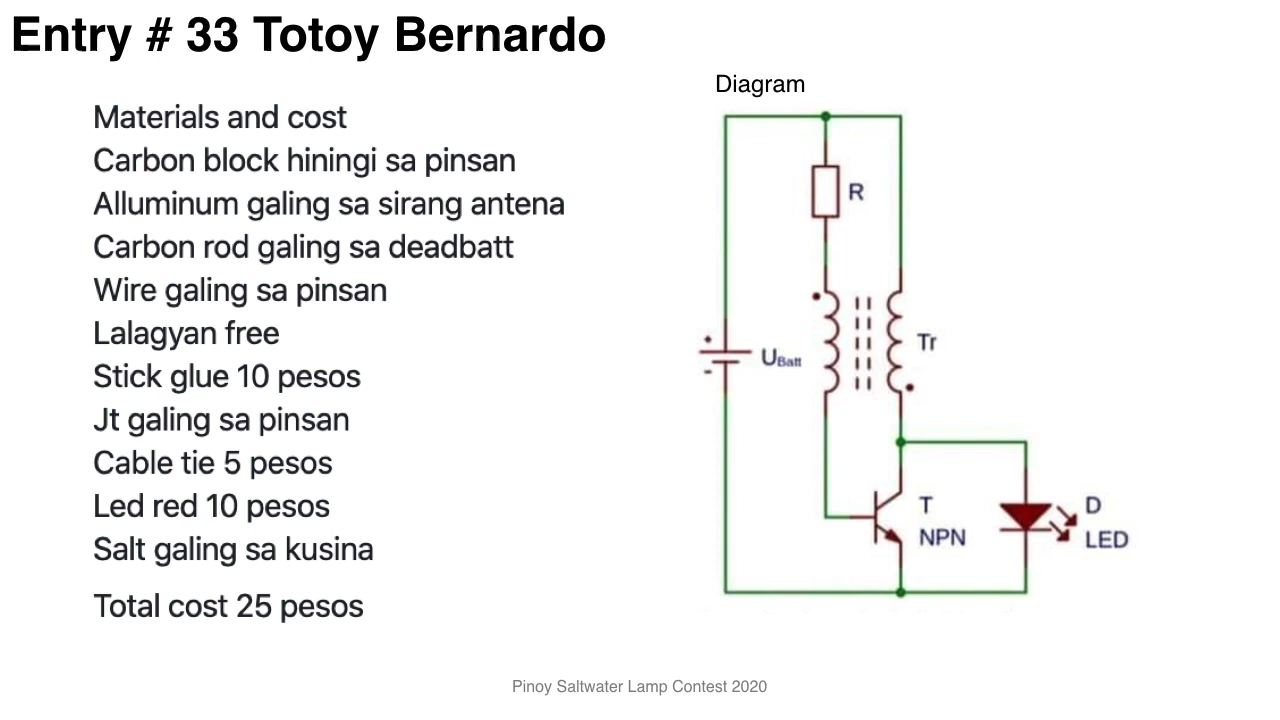 Entry # 33 Totoy Bernardo
Diagram
Materials and cost
Carbon block hiningi sa pinsan
Alluminum galing sa sirang antena
Carbon rod galing sa deadbatt
Wire galing sa pinsan
Lalagyan free
Stick glue 10 pesos
Jt galing sa pinsan
Cable tie 5 pesos
Led red 10 pesos
Salt galing sa kusina
Total cost 25 pesos
R
+
-
UBatt
Tr
T
NPN
D
LED
Pinoy Saltwater Lamp Contest 2020